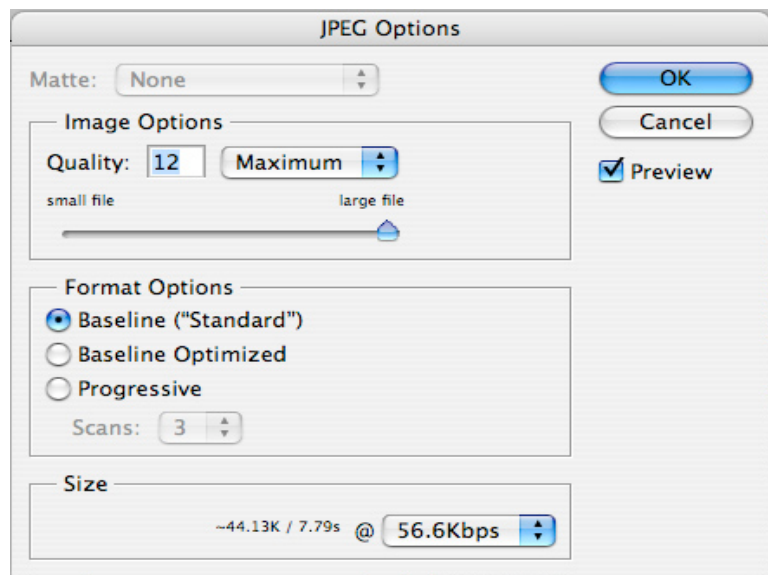 JPEG Options
Matte: None
OK
Cancel
Preview
Image Options
Quality: 12 Maximum
small file large file
Format Options
Baseline (“Standard”)
Baseline Optimized
Progressive
Scans: 3
Size
~44.13K / 7.79s @ 56.6Kbps